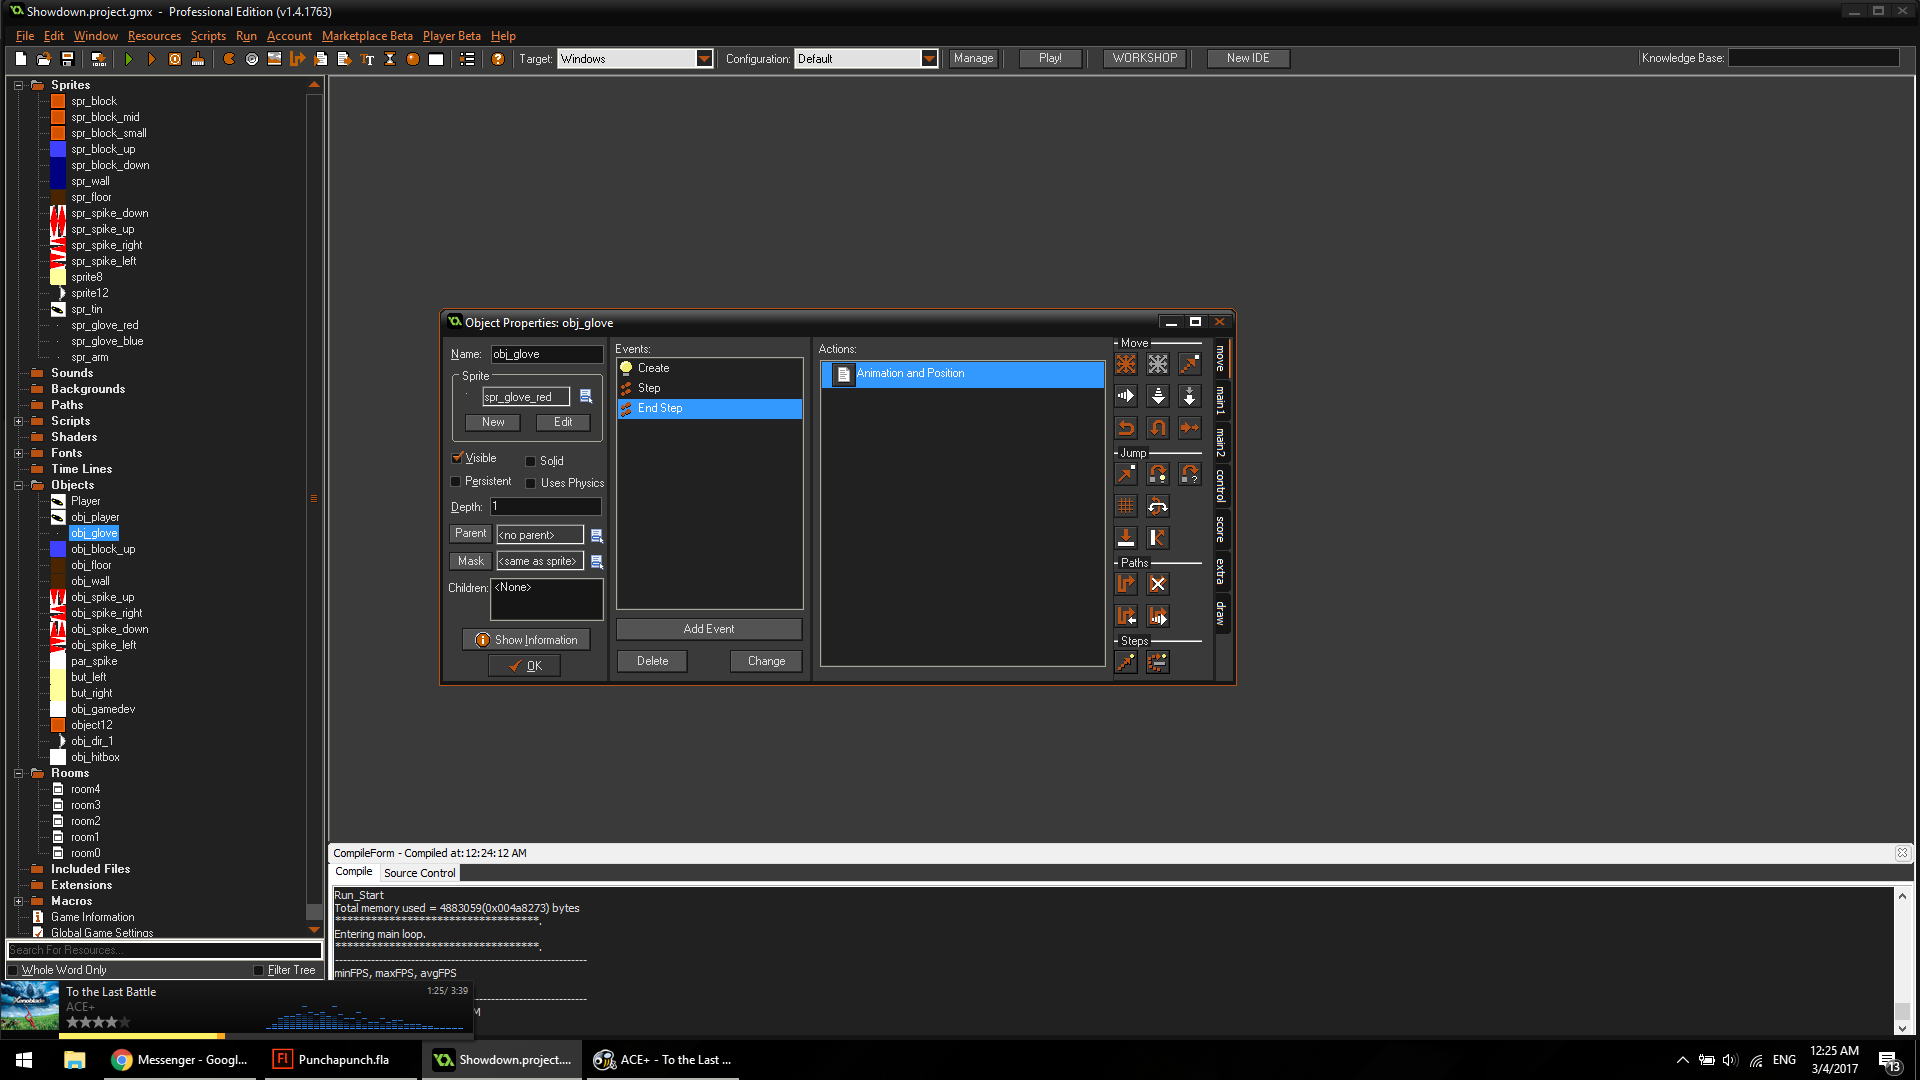 Showdown.project.gmx - Professional Edition (v1.4.1763)
File Edit Window Resources Scripts Run Account Marketplace Beta Player Beta Help
Target: Windows Configuration: Default Manage Play! WORKSHOP New IDE Knowledge Base:
Sprites
spr_block
spr_block_mid
spr_block_small
spr_block_up
spr_block_down
spr_wall
spr_floor
spr_spike_down
spr_spike_up
spr_spike_right
spr_spike_left
sprite8
sprite12
spr_tin
spr_glove_red
spr_glove_blue
spr_arm
Sounds
Backgrounds
Paths
Scripts
Shaders
Fonts
Time Lines
Objects
Player
obj_player
obj_glove
obj_block_up
obj_floor
obj_wall
obj_spike_up
obj_spike_right
obj_spike_down
obj_spike_left
par_spike
but_left
but_right
obj_gamedev
object12
obj_dir_1
obj_hitbox
Rooms
room4
room3
room2
room1
room0
Included Files
Extensions
Macros
Game Information
Global Game Settings
Search For Resources...
Whole Word Only Filter Tree
Object Properties: obj_glove
Name: obj_glove
Sprite
spr_glove_red
New Edit
Visible Solid
Persistent Uses Physics
Depth: 1
Parent <no parent>
Mask <same as sprite>
Children: <None>
Show Information
OK
Events:
Create
Step
End Step
Add Event
Delete Change
Actions:
Animation and Position
Move
Jump
Paths
Steps
move
main1
main2
control
score
extra
draw
CompileForm - Compiled at:12:24:12 AM
Compile Source Control
Run_Start
Total memory used = 4883059(0x004a8273) bytes
***********************************.
Entering main loop.
***********************************.
minFPS, maxFPS, avgFPS
M
To the Last Battle 1:25/ 3:39
ACE+
Messenger - Googl...
Punchapunch.fla
Showdown.project....
ACE+ - To the Last ...
ENG
12:25 AM
3/4/2017
13